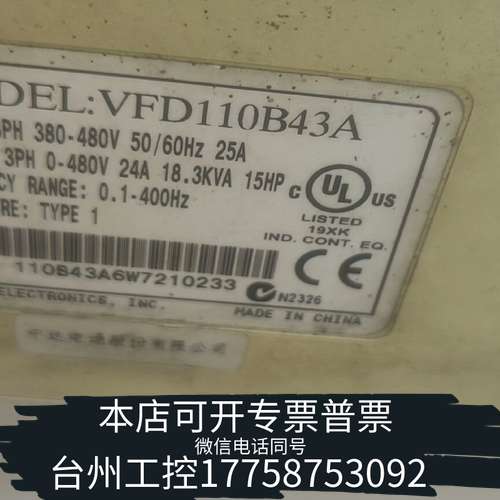 DEL:VFD110B43A
PH 380-480V 50/60Hz 25A
3PH 0-480V 24A 18.3KVA 15HP
CY RANGE: 0.1-400Hz
RE: TYPE 1
C UL US
LISTED
19XK
IND. CONT. EQ.
110B43A6W7210233
CE
ELECTRONICS, INC.
N2326
MADE IN CHINA
本店可开专票普票
微信电话同号
台州工控17758753092